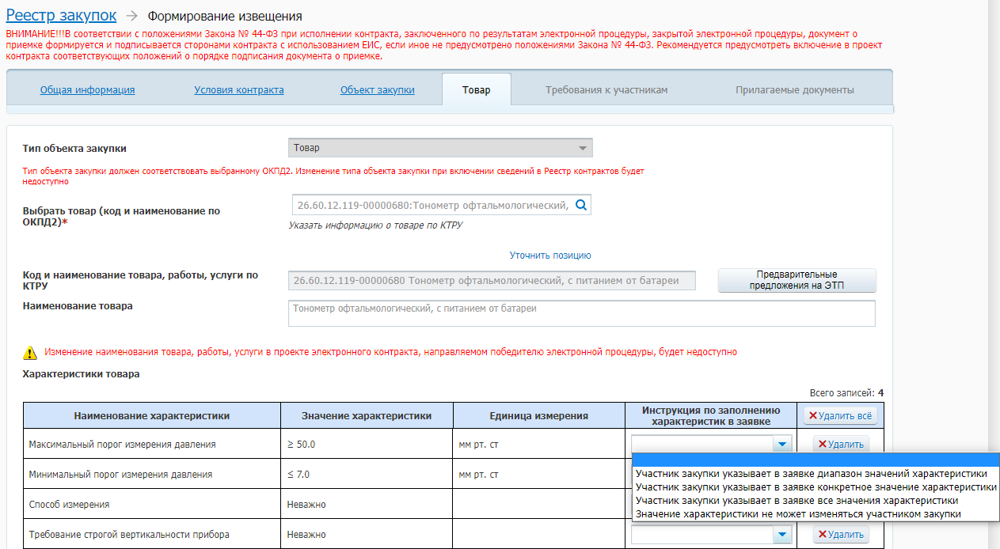 Реестр закупок → Формирование извещения
ВНИМАНИЕ!!!В соответствии с положениями Закона № 44-ФЗ при исполнении контракта, заключенного по результатам электронной процедуры, закрытой электронной процедуры, документ о
приемке формируется и подписывается сторонами контракта с использованием ЕИС, если иное не предусмотрено положениями Закона № 44-ФЗ. Рекомендуется предусмотреть включение в проект
контракта соответствующих положений о порядке подписания документа о приемке.
Общая информация Условия контракта Объект закупки Товар Требования к участникам Прилагаемые документы
Тип объекта закупки Товар
Тип объекта закупки должен соответствовать выбранному ОКПД2. Изменение типа объекта закупки при включении сведений в Реестр контрактов будет
недоступно
Выбрать товар (код и наименование по
ОКПД2)*
26.60.12.119-00000680:Тонометр офтальмологический,
Указать информацию о товаре по КТРУ
Уточнить позицию
Код и наименование товара, работы, услуги по
КТРУ
26.60.12.119-00000680 Тонометр офтальмологический, с питанием от батареи
Предварительные
предложения на ЭТП
Наименование товара
Тонометр офтальмологический, с питанием от батареи
Изменение наименования товара, работы, услуги в проекте электронного контракта, направляемом победителю электронной процедуры, будет недоступно
Характеристики товара
Всего записей: 4
Наименование характеристики Значение характеристики Единица измерения Инструкция по заполнению
характеристик в заявке
Удалить всё
Максимальный порог измерения давления ≥ 50.0 мм рт. ст Удалить
Минимальный порог измерения давления ≤ 7.0 мм рт. ст
Участник закупки указывает в заявке диапазон значений характеристики
Участник закупки указывает в заявке конкретное значение характеристики
Участник закупки указывает в заявке все значения характеристики
Значение характеристики не может изменяться участником закупки
Способ измерения Неважно
Требование строгой вертикальности прибора Неважно Удалить